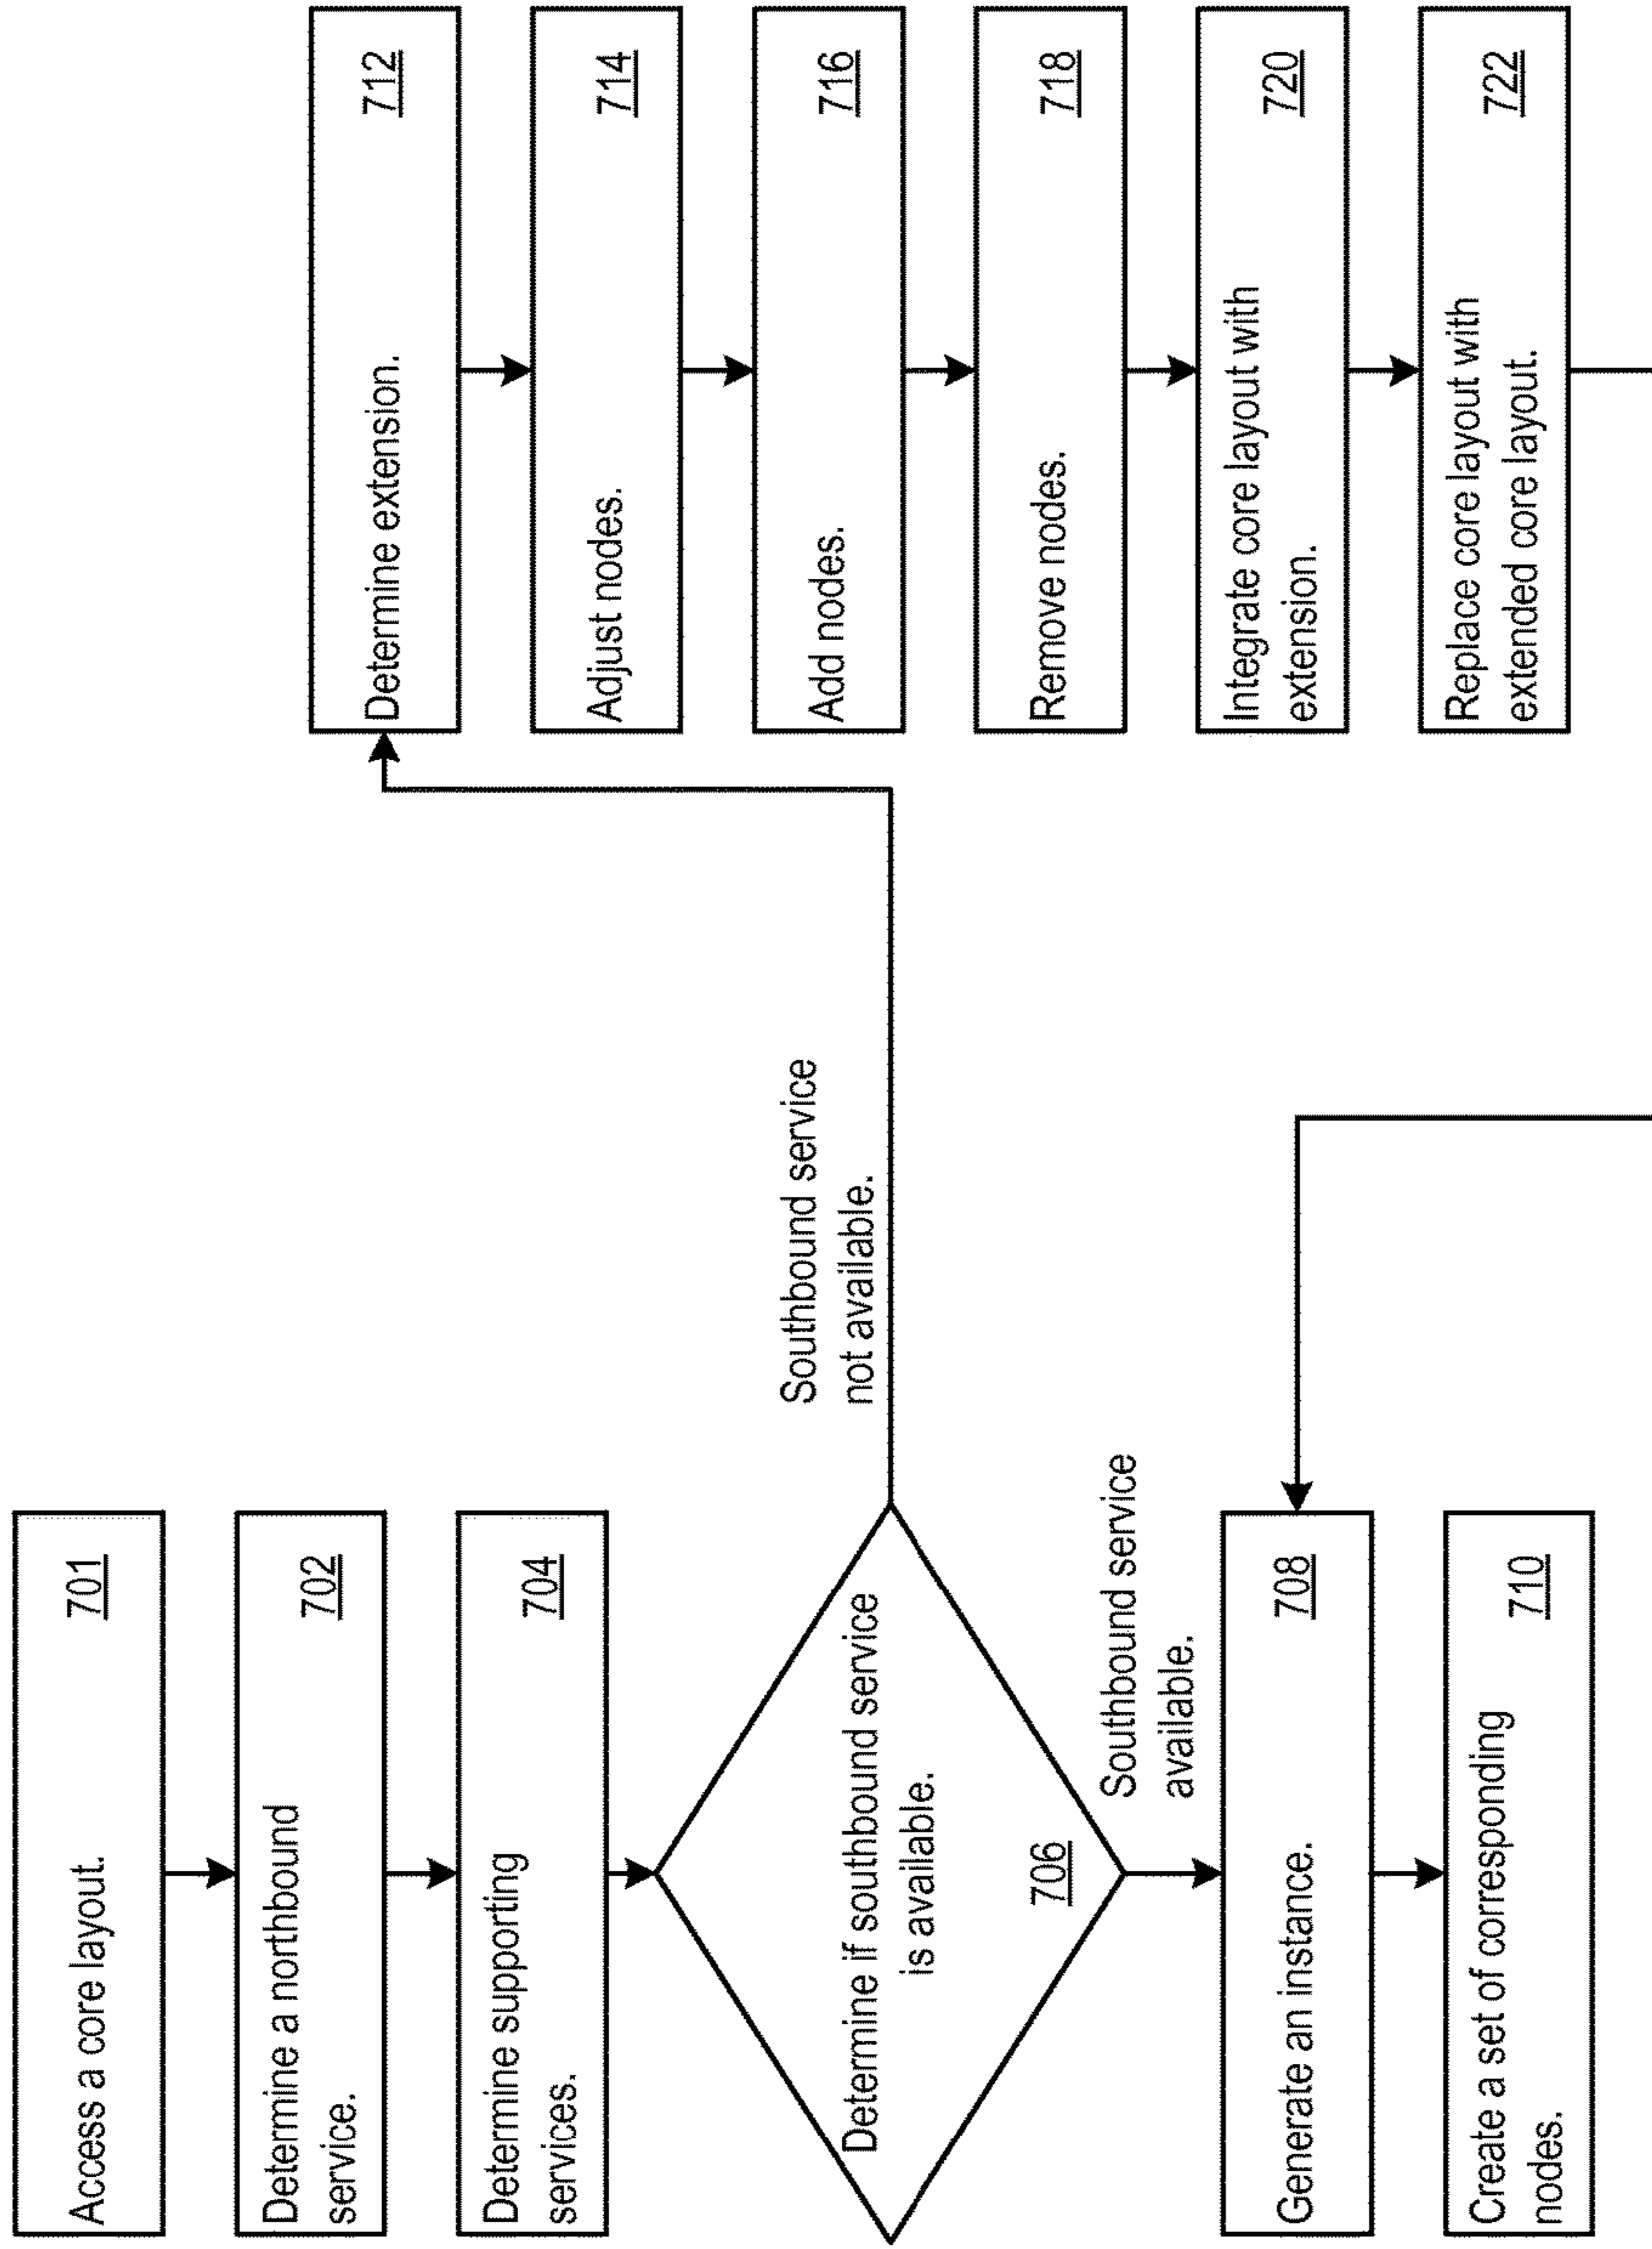 Access a core layout.
701
Determine a northbound
service.
702
Determine supporting
services.
704
Determine if southbound service
is available.
706
Southbound service
not available.
Southbound service
available.
Generate an instance.
708
Create a set of corresponding
nodes.
710
Determine extension.
712
Adjust nodes.
714
Add nodes.
716
Remove nodes.
718
Integrate core layout with
extension.
720
Replace core layout with
extended core layout.
722